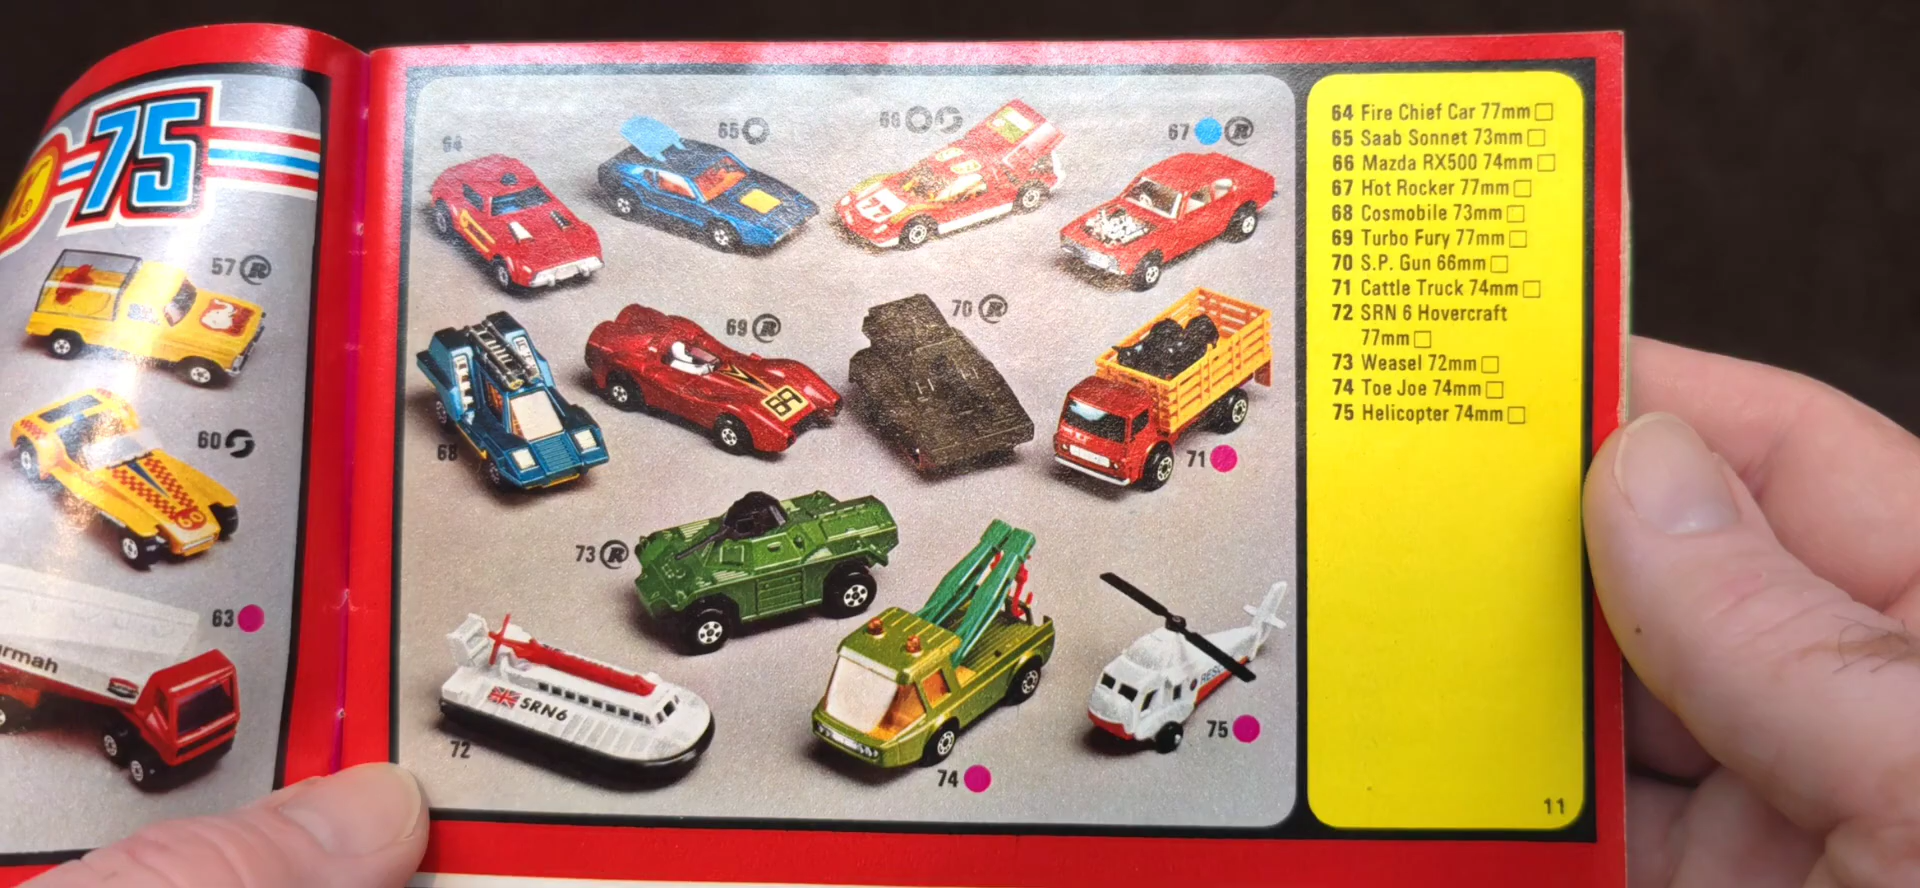 75
57 R
60
63
rmah
64
65
66
67 R
68
69 R
70 R
71
72
SRN6
73 R
74
75
64 Fire Chief Car 77mm
65 Saab Sonnet 73mm
66 Mazda RX500 74mm
67 Hot Rocker 77mm
68 Cosmobile 73mm
69 Turbo Fury 77mm
70 S.P. Gun 66mm
71 Cattle Truck 74mm
72 SRN 6 Hovercraft
77mm
73 Weasel 72mm
74 Toe Joe 74mm
75 Helicopter 74mm
11